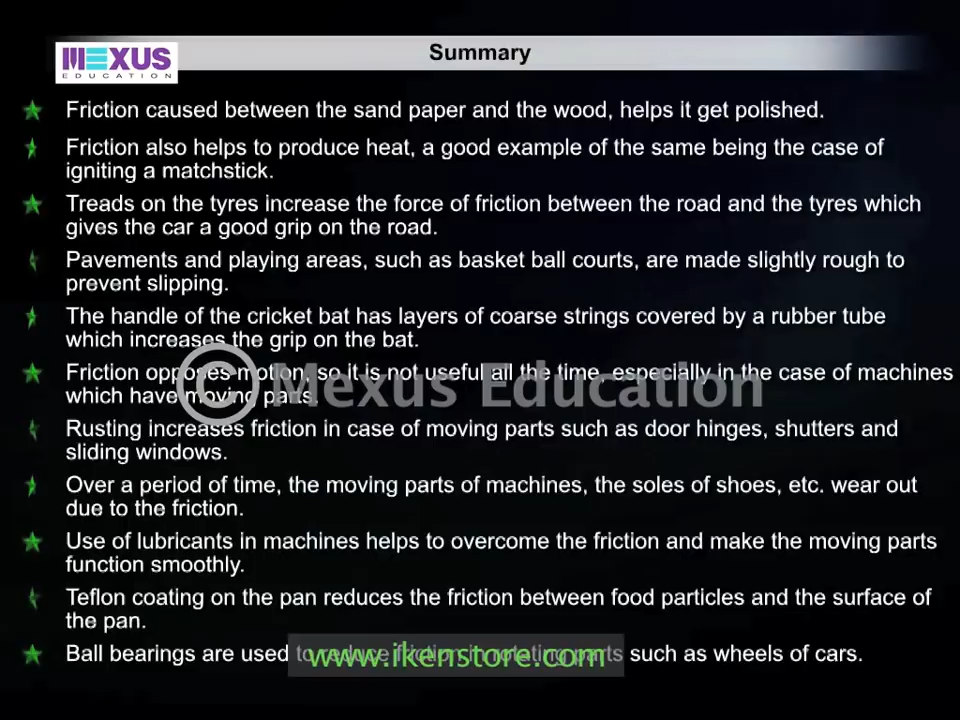 MEXUS
EDUCATION
Summary
Friction caused between the sand paper and the wood, helps it get polished.
Friction also helps to produce heat, a good example of the same being the case of
igniting a matchstick.
Treads on the tyres increase the force of friction between the road and the tyres which
gives the car a good grip on the road.
Pavements and playing areas, such as basket ball courts, are made slightly rough to
prevent slipping.
The handle of the cricket bat has layers of coarse strings covered by a rubber tube
which increases the grip on the bat.
Friction opposes motion, so it is not useful all the time, especially in the case of machines
which have moving parts.
© Mexus Education
Rusting increases friction in case of moving parts such as door hinges, shutters and
sliding windows.
Over a period of time, the moving parts of machines, the soles of shoes, etc. wear out
due to the friction.
Use of lubricants in machines helps to overcome the friction and make the moving parts
function smoothly.
Teflon coating on the pan reduces the friction between food particles and the surface of
the pan.
Ball bearings are used to reduce friction in rotating parts such as wheels of cars.
www.ikenstore.com